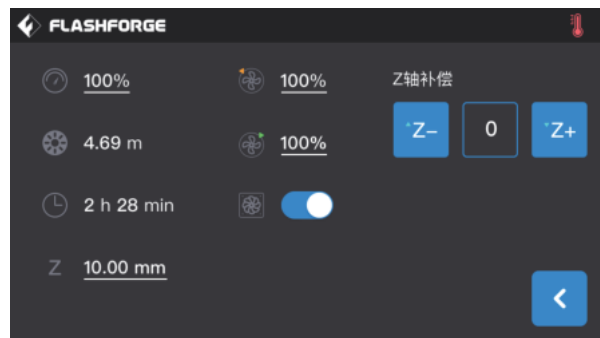 FLASHFORGE
100%
100%
Z轴补偿
4.69 m
100%
Z−
0
Z+
2 h 28 min
Z
10.00 mm